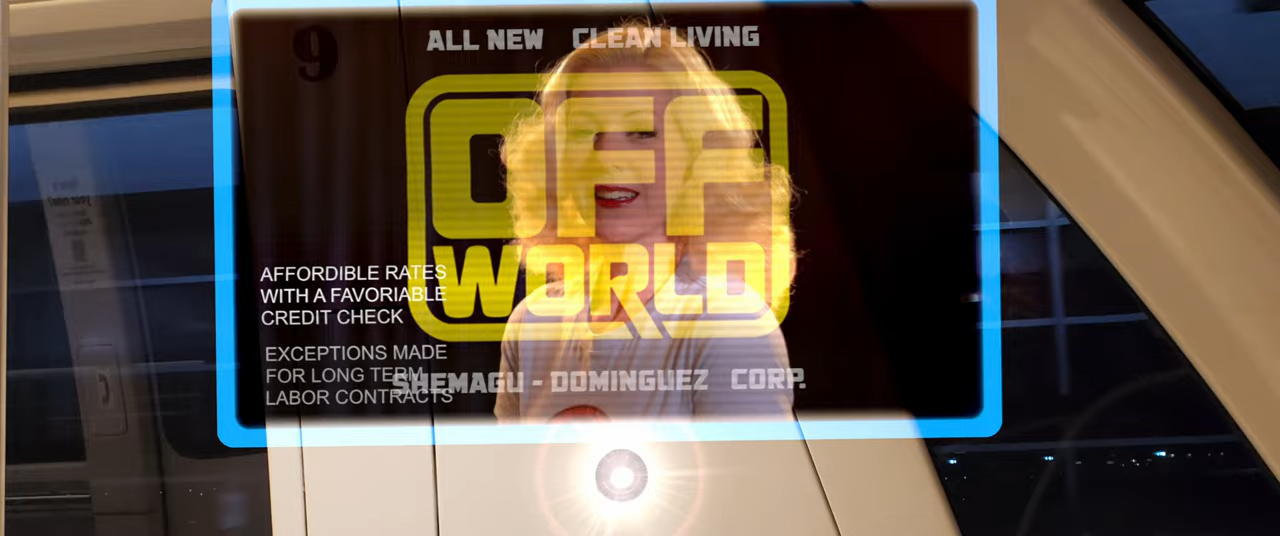 9
ALL NEW CLEAN LIVING
OFF
WORLD
AFFORDIBLE RATES
WITH A FAVORIABLE
CREDIT CHECK
EXCEPTIONS MADE
FOR LONG TERM
LABOR CONTRACTS
SHEMAGU - DOMINGUEZ CORP.